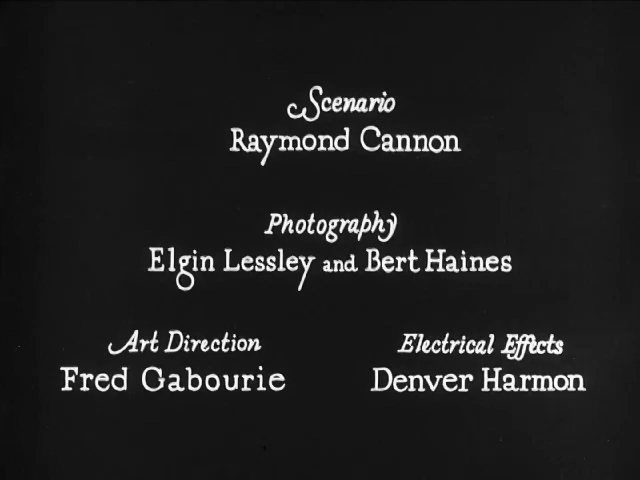 Scenario
Raymond Cannon
Photography
Elgin Lessley and Bert Haines
Art Direction
Fred Gabourie
Electrical Effects
Denver Harmon